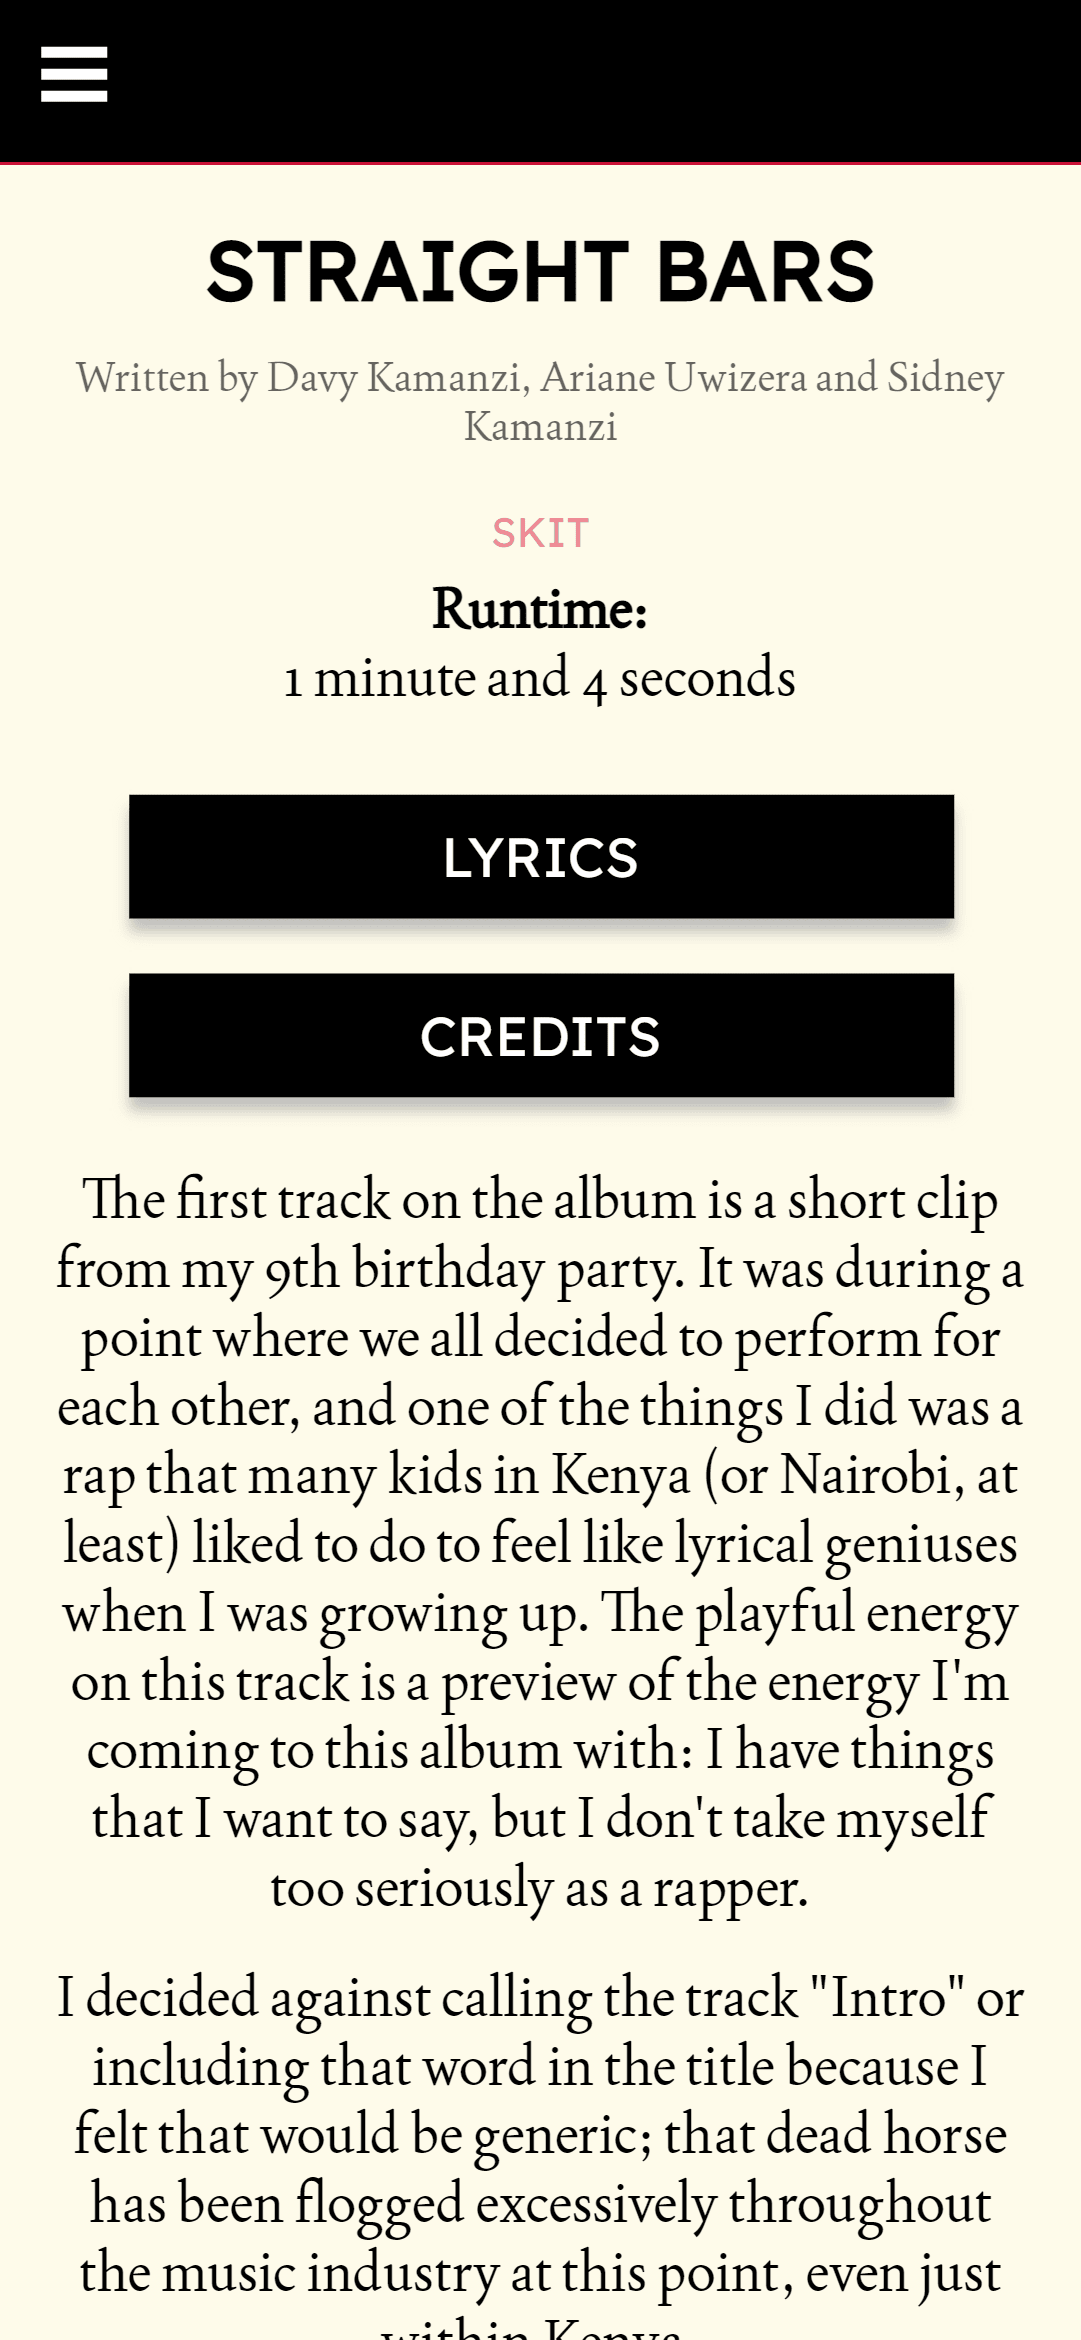 STRAIGHT BARS
Written by Davy Kamanzi, Ariane Uwizera and Sidney
Kamanzi
SKIT
Runtime:
1 minute and 4 seconds
LYRICS
CREDITS
The first track on the album is a short clip
from my 9th birthday party. It was during a
point where we all decided to perform for
each other, and one of the things I did was a
rap that many kids in Kenya (or Nairobi, at
least) liked to do to feel like lyrical geniuses
when I was growing up. The playful energy
on this track is a preview of the energy I'm
coming to this album with: I have things
that I want to say, but I don't take myself
too seriously as a rapper.
I decided against calling the track "Intro" or
including that word in the title because I
felt that would be generic; that dead horse
has been flogged excessively throughout
the music industry at this point, even just
within Kenya.